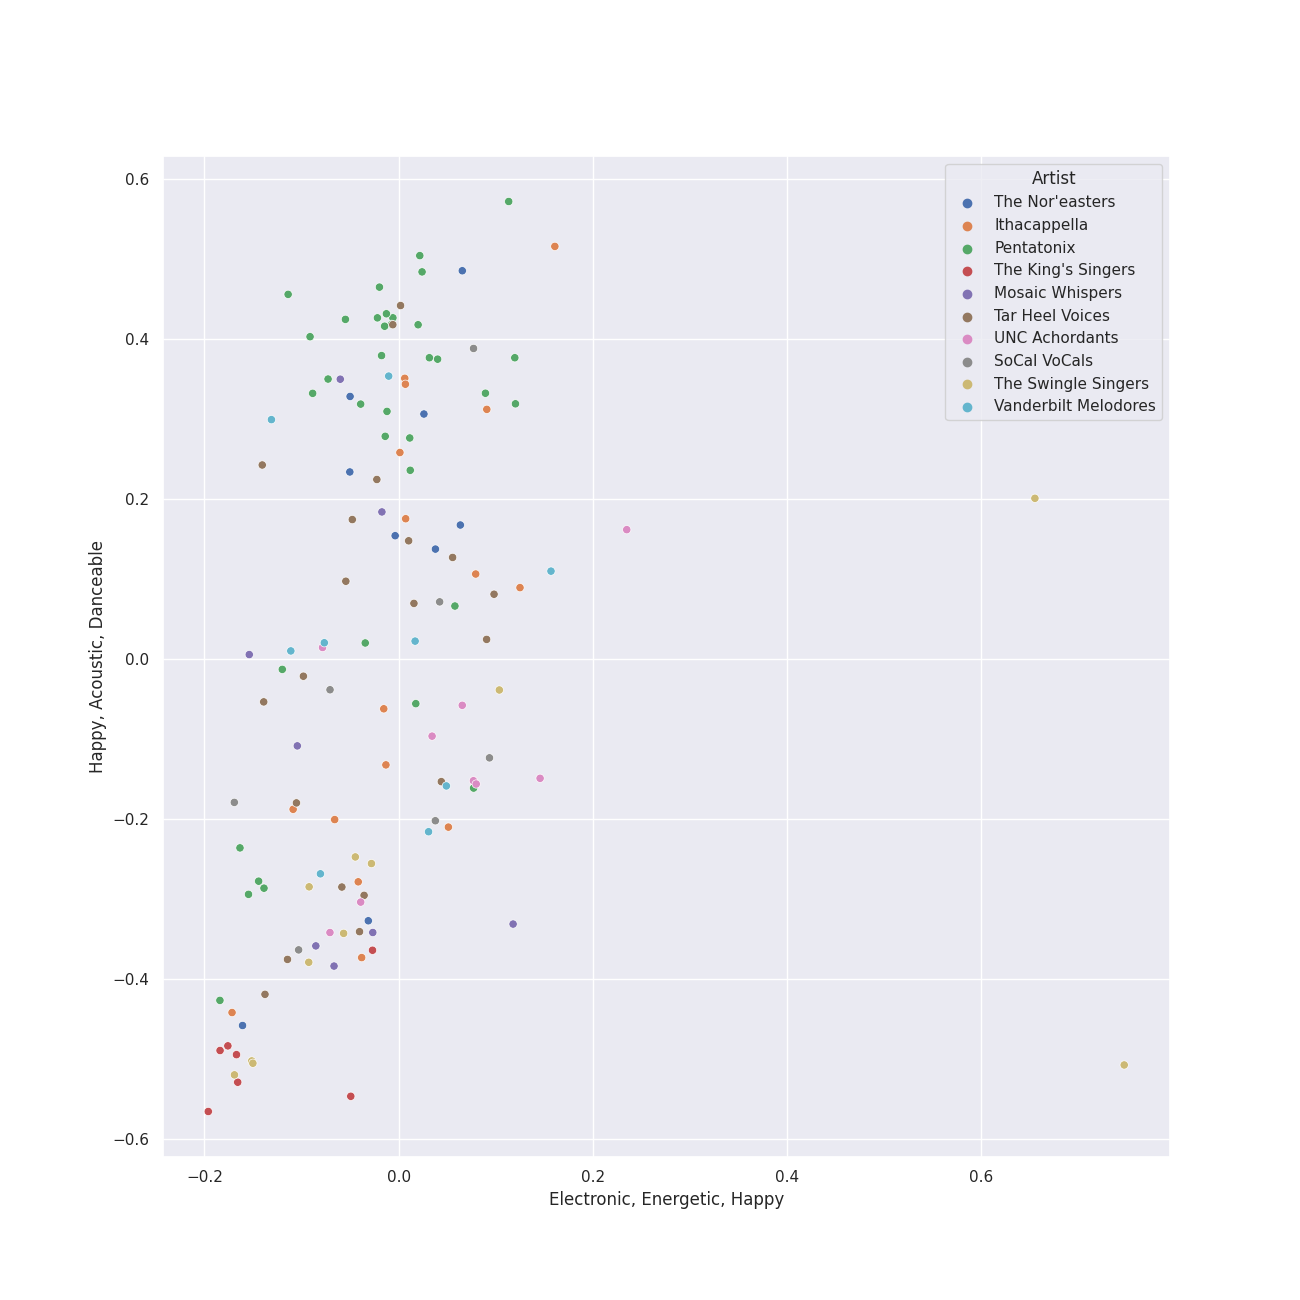 Artist
The Nor'easters
Ithacappella
Pentatonix
The King's Singers
Mosaic Whispers
Tar Heel Voices
UNC Achordants
SoCal VoCals
The Swingle Singers
Vanderbilt Melodores
0.6
0.4
0.2
0.0
−0.2
−0.4
−0.6
Happy, Acoustic, Danceable
−0.2 0.0 0.2 0.4 0.6
Electronic, Energetic, Happy